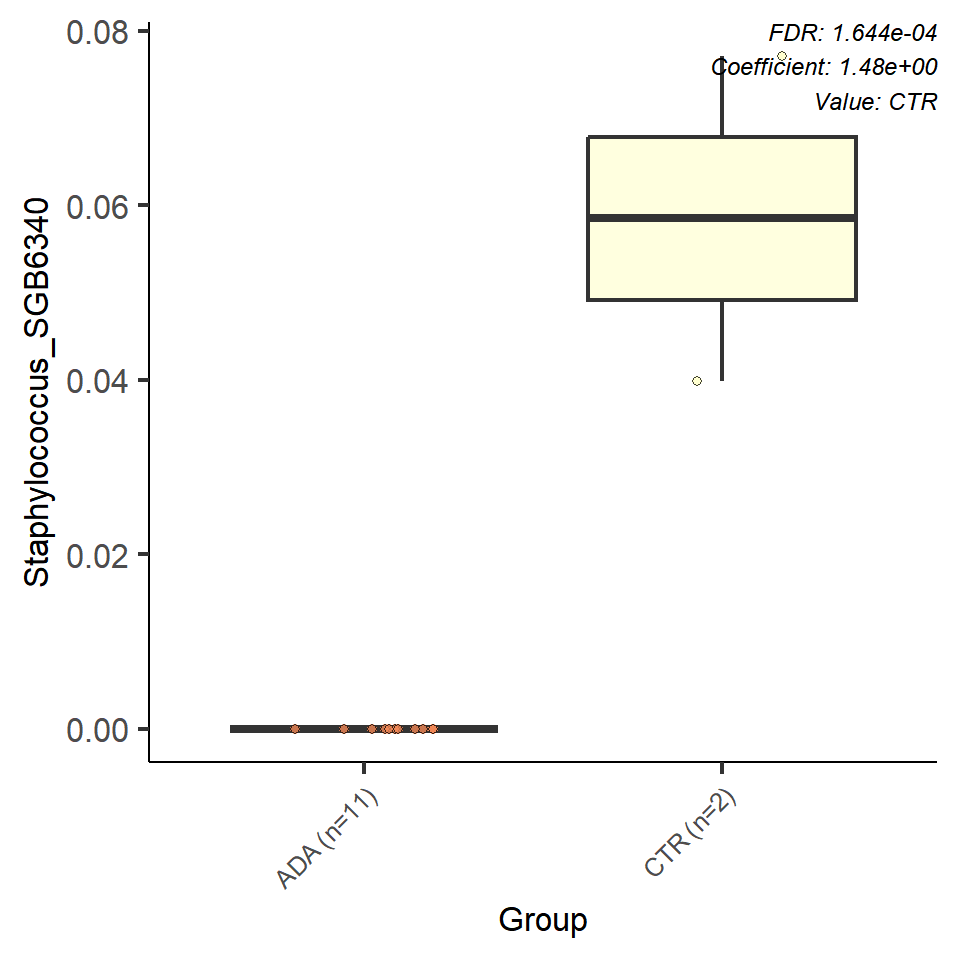 FDR: 1.644e-04
Coefficient: 1.48e+00
Value: CTR
Staphylococcus_SGB6340
0.08
0.06
0.04
0.02
0.00
ADA (n=11)
CTR (n=2)
Group